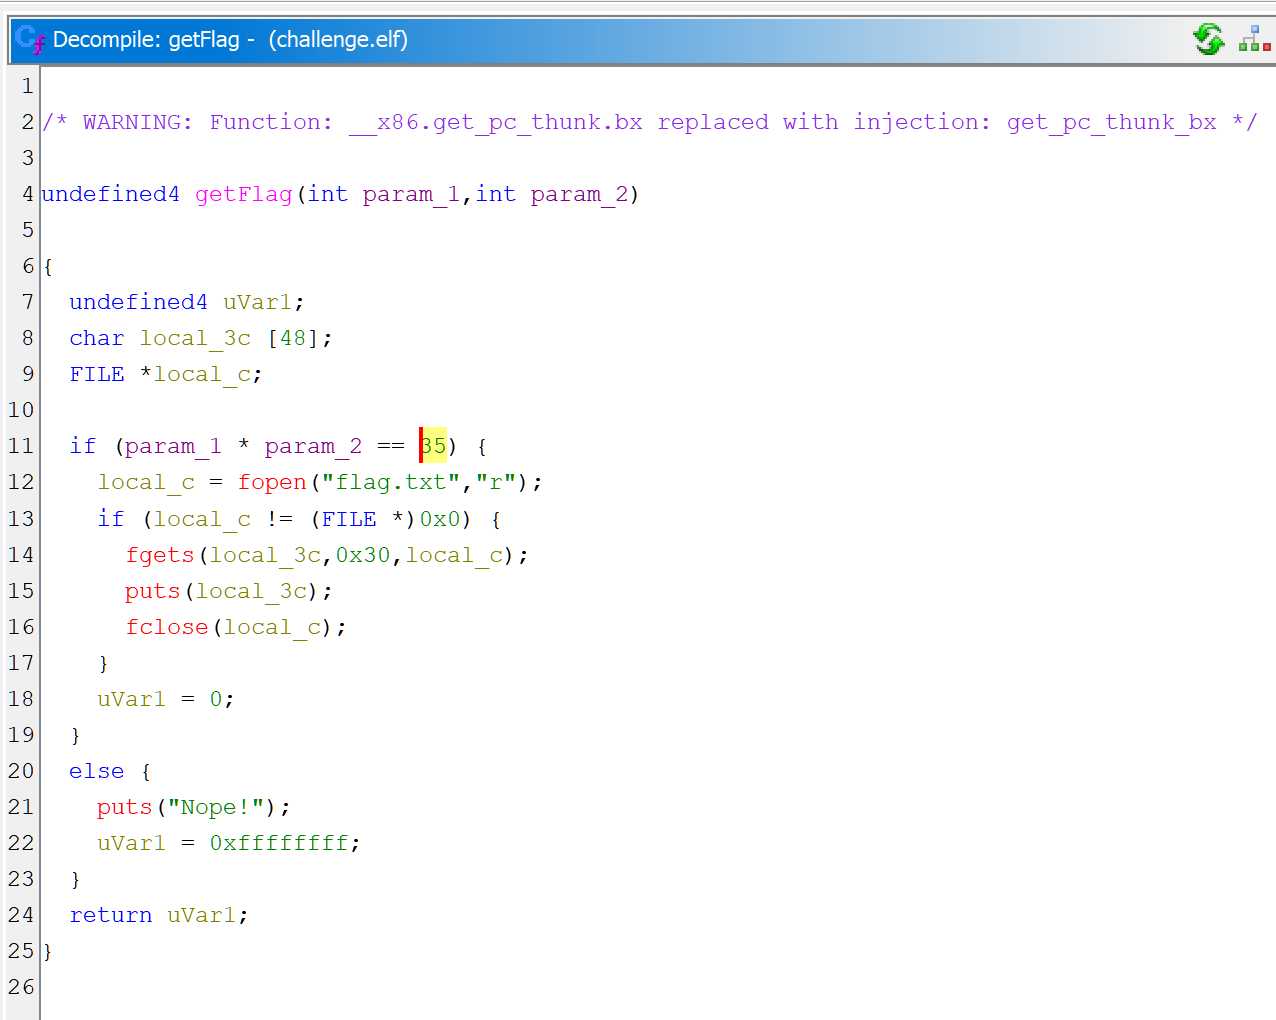 Decompile: getFlag - (challenge.elf)
1
2 /* WARNING: Function: __x86.get_pc_thunk.bx replaced with injection: get_pc_thunk_bx */
3
4 undefined4 getFlag(int param_1,int param_2)
5
6 {
7   undefined4 uVar1;
8   char local_3c [48];
9   FILE *local_c;
10
11   if (param_1 * param_2 == 35) {
12     local_c = fopen("flag.txt","r");
13     if (local_c != (FILE *)0x0) {
14       fgets(local_3c,0x30,local_c);
15       puts(local_3c);
16       fclose(local_c);
17     }
18     uVar1 = 0;
19   }
20   else {
21     puts("Nope!");
22     uVar1 = 0xffffffff;
23   }
24   return uVar1;
25 }
26